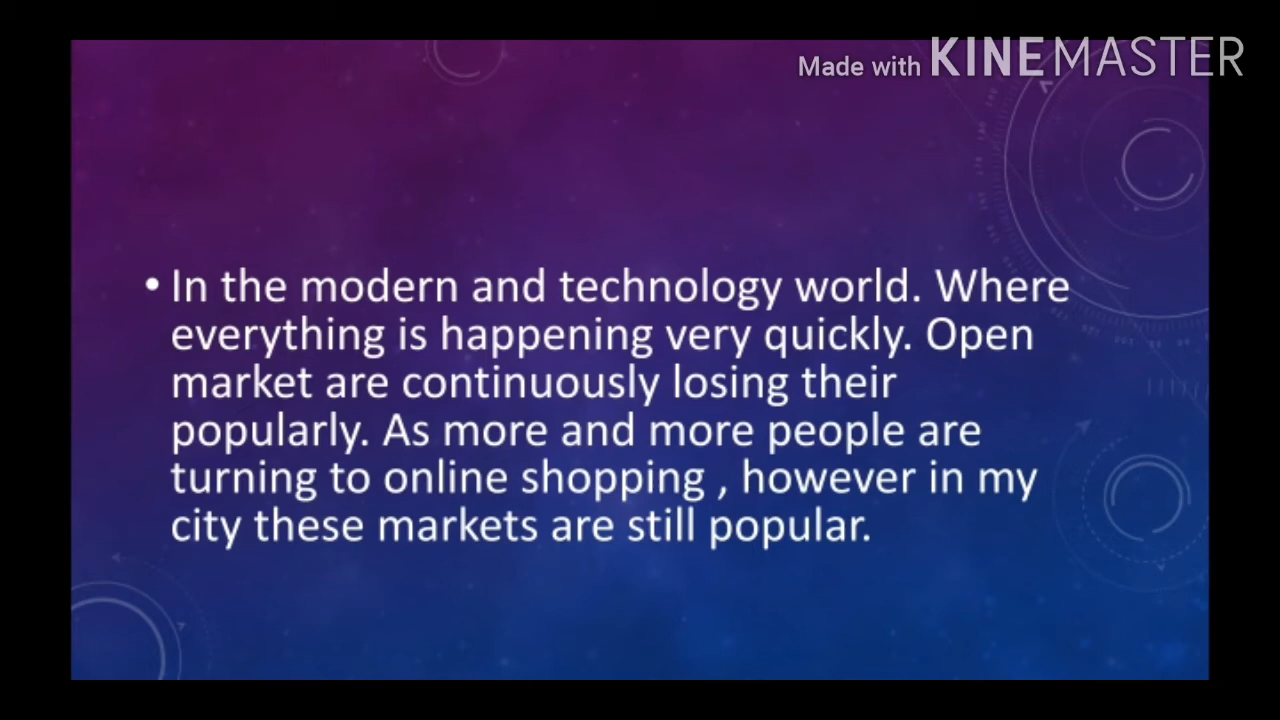 Made with KINEMASTER
• In the modern and technology world. Where
everything is happening very quickly. Open
market are continuously losing their
popularly. As more and more people are
turning to online shopping , however in my
city these markets are still popular.